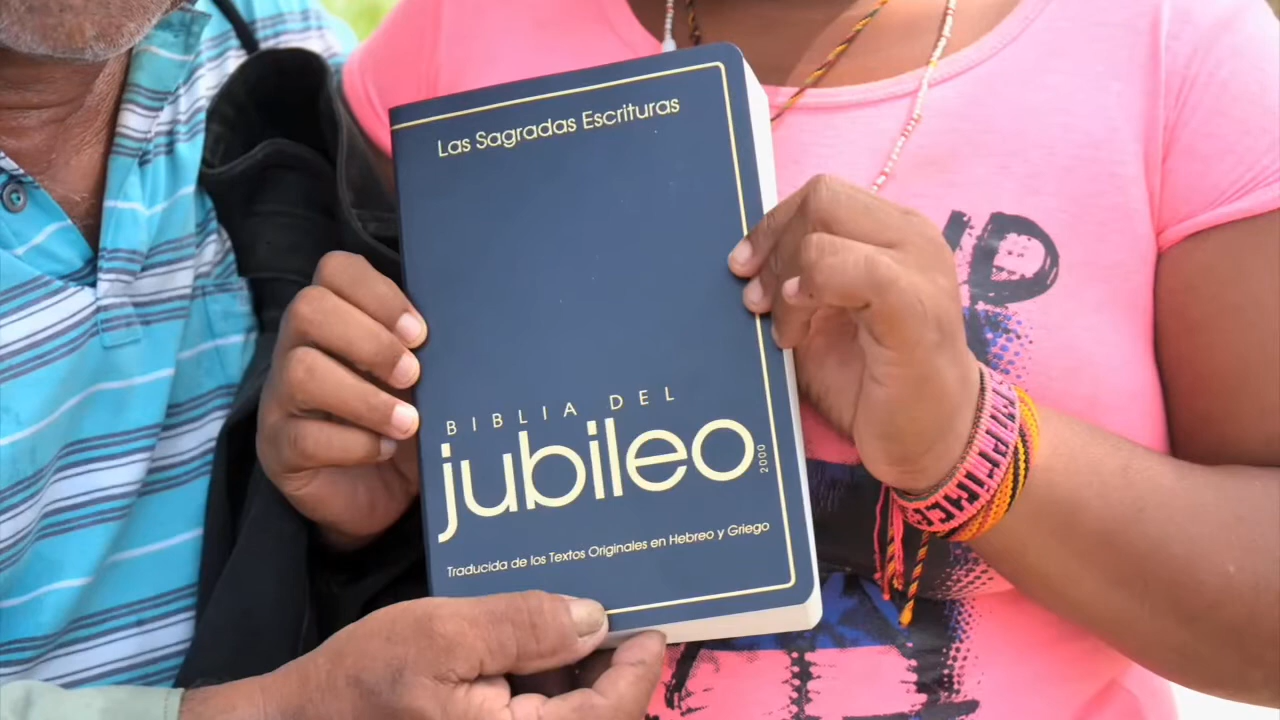 Las Sagradas Escrituras
BIBLIA DEL
jubileo
2000
Traducida de los Textos Originales en Hebreo y Griego